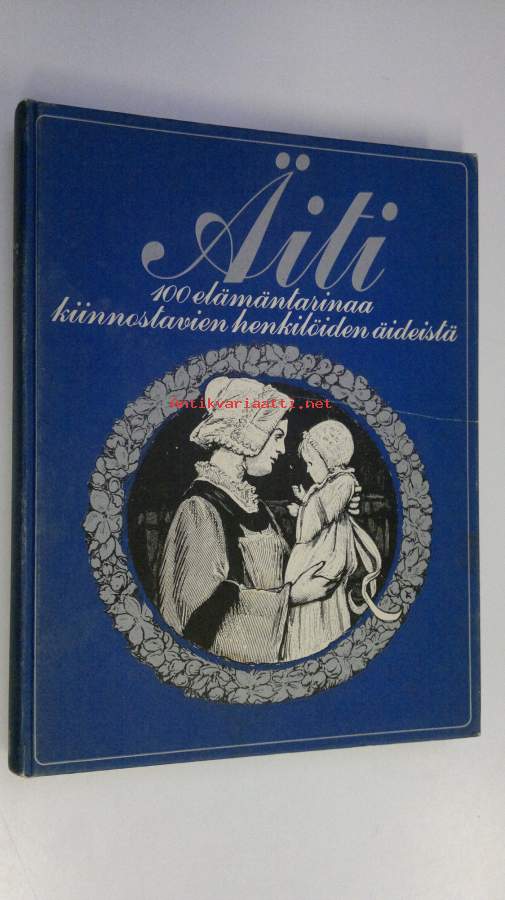 Äiti
100 elämäntarinaa
kiinnostavien henkilöiden äideistä
antikvariaatti.net